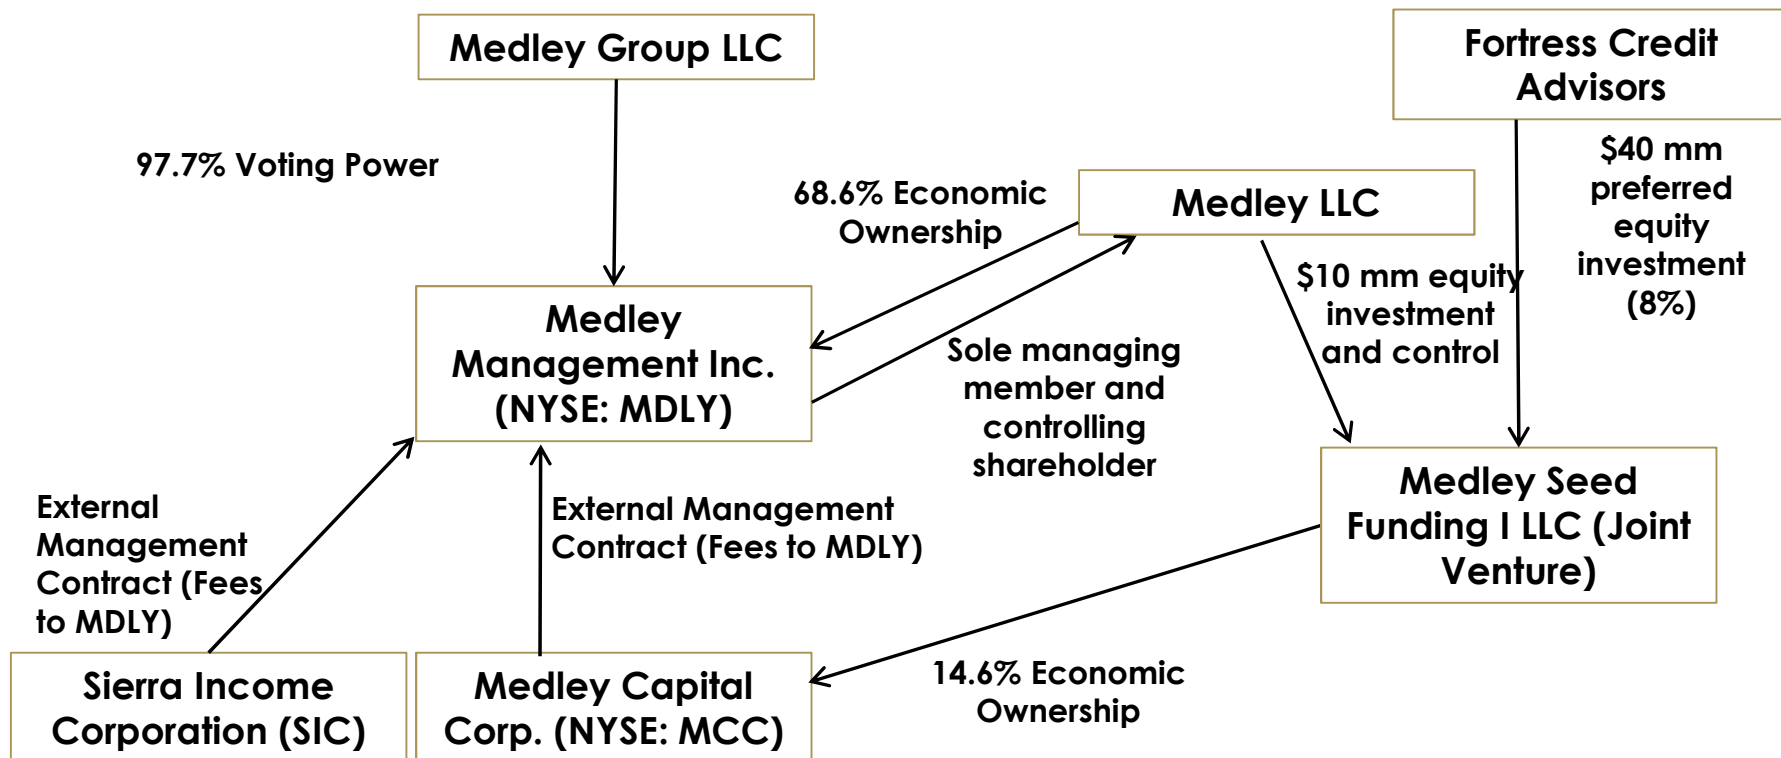 Medley Group LLC
Fortress Credit
Advisors
97.7% Voting Power
$40 mm
preferred
equity
investment
(8%)
68.6% Economic
Ownership
Medley LLC
$10 mm equity
investment
and control
Medley
Management Inc.
(NYSE: MDLY)
Sole managing
member and
controlling
shareholder
Medley Seed
Funding I LLC (Joint
Venture)
External
Management
Contract (Fees
to MDLY)
External Management
Contract (Fees to MDLY)
14.6% Economic
Ownership
Sierra Income
Corporation (SIC)
Medley Capital
Corp. (NYSE: MCC)